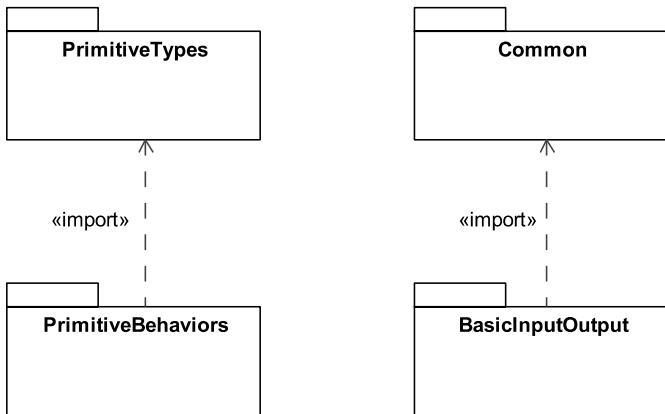 PrimitiveTypes
Common
«import»
«import»
PrimitiveBehaviors
BasicInputOutput